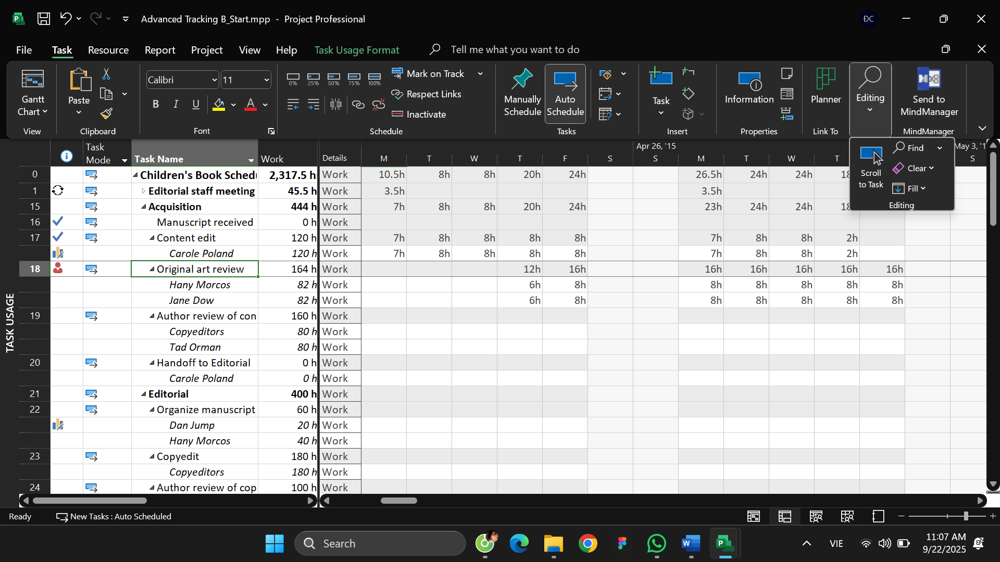 Advanced Tracking B_Start.mpp - Project Professional
ĐC
File Task Resource Report Project View Help Task Usage Format Tell me what you want to do
Gantt Chart
View
Paste
Clipboard
Calibri 11
B I U A
Font
0% 25% 50% 75% 100%
Mark on Track
Respect Links
Inactivate
Schedule
Manually Schedule
Auto Schedule
Tasks
Task
Insert
Information
Properties
Planner
Link To
Editing
Send to MindManager
MindManager
Scroll to Task
Find
Clear
Fill
Editing
Task Mode Task Name Work Details
Apr 26, '15 May 3, '1
M T W T F S S M T W T S
0 Children's Book Schedu 2,317.5 h Work 10.5h 8h 8h 20h 24h 26.5h 24h 24h 18
1 Editorial staff meeting 45.5 h Work 3.5h 3.5h
15 Acquisition 444 h Work 7h 8h 8h 20h 24h 23h 24h 24h 18
16 Manuscript received 0 h Work
17 Content edit 120 h Work 7h 8h 8h 8h 8h 7h 8h 8h 2h
Carole Poland 120 h Work 7h 8h 8h 8h 8h 7h 8h 8h 2h
18 Original art review 164 h Work 12h 16h 16h 16h 16h 16h 16h
Hany Morcos 82 h Work 6h 8h 8h 8h 8h 8h 8h
Jane Dow 82 h Work 6h 8h 8h 8h 8h 8h 8h
19 Author review of con 160 h Work
Copyeditors 80 h Work
Tad Orman 80 h Work
20 Handoff to Editorial 0 h Work
Carole Poland 0 h Work
21 Editorial 400 h Work
22 Organize manuscript 60 h Work
Dan Jump 20 h Work
Hany Morcos 40 h Work
23 Copyedit 180 h Work
Copyeditors 180 h Work
24 Author review of cop 100 h Work
TASK USAGE
Ready New Tasks : Auto Scheduled
Search
VIE
11:07 AM
9/22/2025